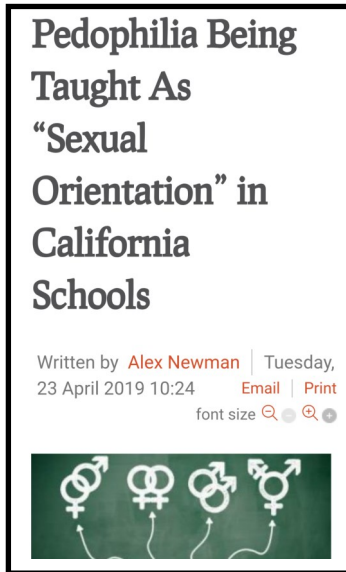 Pedophilia Being
Taught As
“Sexual
Orientation” in
California
Schools
Written by Alex Newman | Tuesday,
23 April 2019 10:24 Email | Print
font size